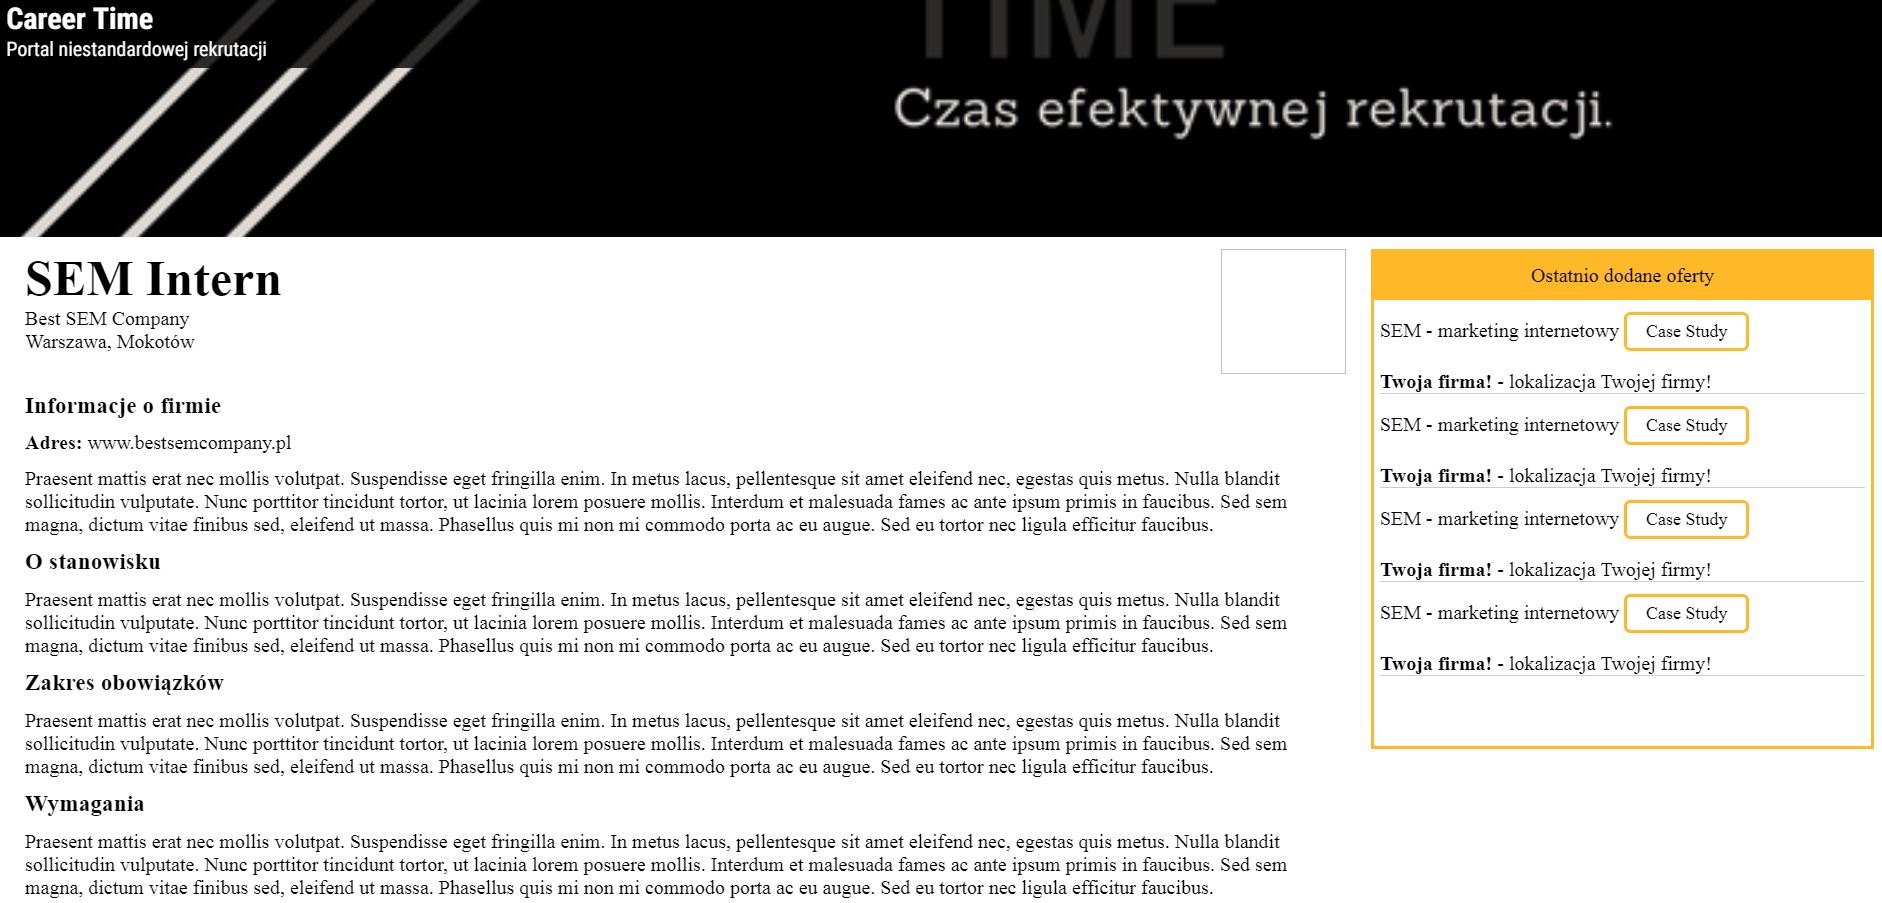 Career Time
Portal niestandardowej rekrutacji
TIME
Czas efektywnej rekrutacji.
SEM Intern
Best SEM Company
Warszawa, Mokotów
Informacje o firmie
Adres: www.bestsemcompany.pl
Praesent mattis erat nec mollis volutpat. Suspendisse eget fringilla enim. In metus lacus, pellentesque sit amet eleifend nec, egestas quis metus. Nulla blandit
sollicitudin vulputate. Nunc porttitor tincidunt tortor, ut lacinia lorem posuere mollis. Interdum et malesuada fames ac ante ipsum primis in faucibus. Sed sem
magna, dictum vitae finibus sed, eleifend ut massa. Phasellus quis mi non mi commodo porta ac eu augue. Sed eu tortor nec ligula efficitur faucibus.
O stanowisku
Praesent mattis erat nec mollis volutpat. Suspendisse eget fringilla enim. In metus lacus, pellentesque sit amet eleifend nec, egestas quis metus. Nulla blandit
sollicitudin vulputate. Nunc porttitor tincidunt tortor, ut lacinia lorem posuere mollis. Interdum et malesuada fames ac ante ipsum primis in faucibus. Sed sem
magna, dictum vitae finibus sed, eleifend ut massa. Phasellus quis mi non mi commodo porta ac eu augue. Sed eu tortor nec ligula efficitur faucibus.
Zakres obowiązków
Praesent mattis erat nec mollis volutpat. Suspendisse eget fringilla enim. In metus lacus, pellentesque sit amet eleifend nec, egestas quis metus. Nulla blandit
sollicitudin vulputate. Nunc porttitor tincidunt tortor, ut lacinia lorem posuere mollis. Interdum et malesuada fames ac ante ipsum primis in faucibus. Sed sem
magna, dictum vitae finibus sed, eleifend ut massa. Phasellus quis mi non mi commodo porta ac eu augue. Sed eu tortor nec ligula efficitur faucibus.
Wymagania
Praesent mattis erat nec mollis volutpat. Suspendisse eget fringilla enim. In metus lacus, pellentesque sit amet eleifend nec, egestas quis metus. Nulla blandit
sollicitudin vulputate. Nunc porttitor tincidunt tortor, ut lacinia lorem posuere mollis. Interdum et malesuada fames ac ante ipsum primis in faucibus. Sed sem
magna, dictum vitae finibus sed, eleifend ut massa. Phasellus quis mi non mi commodo porta ac eu augue. Sed eu tortor nec ligula efficitur faucibus.
Ostatnio dodane oferty
SEM - marketing internetowy Case Study
Twoja firma! - lokalizacja Twojej firmy!
SEM - marketing internetowy Case Study
Twoja firma! - lokalizacja Twojej firmy!
SEM - marketing internetowy Case Study
Twoja firma! - lokalizacja Twojej firmy!
SEM - marketing internetowy Case Study
Twoja firma! - lokalizacja Twojej firmy!